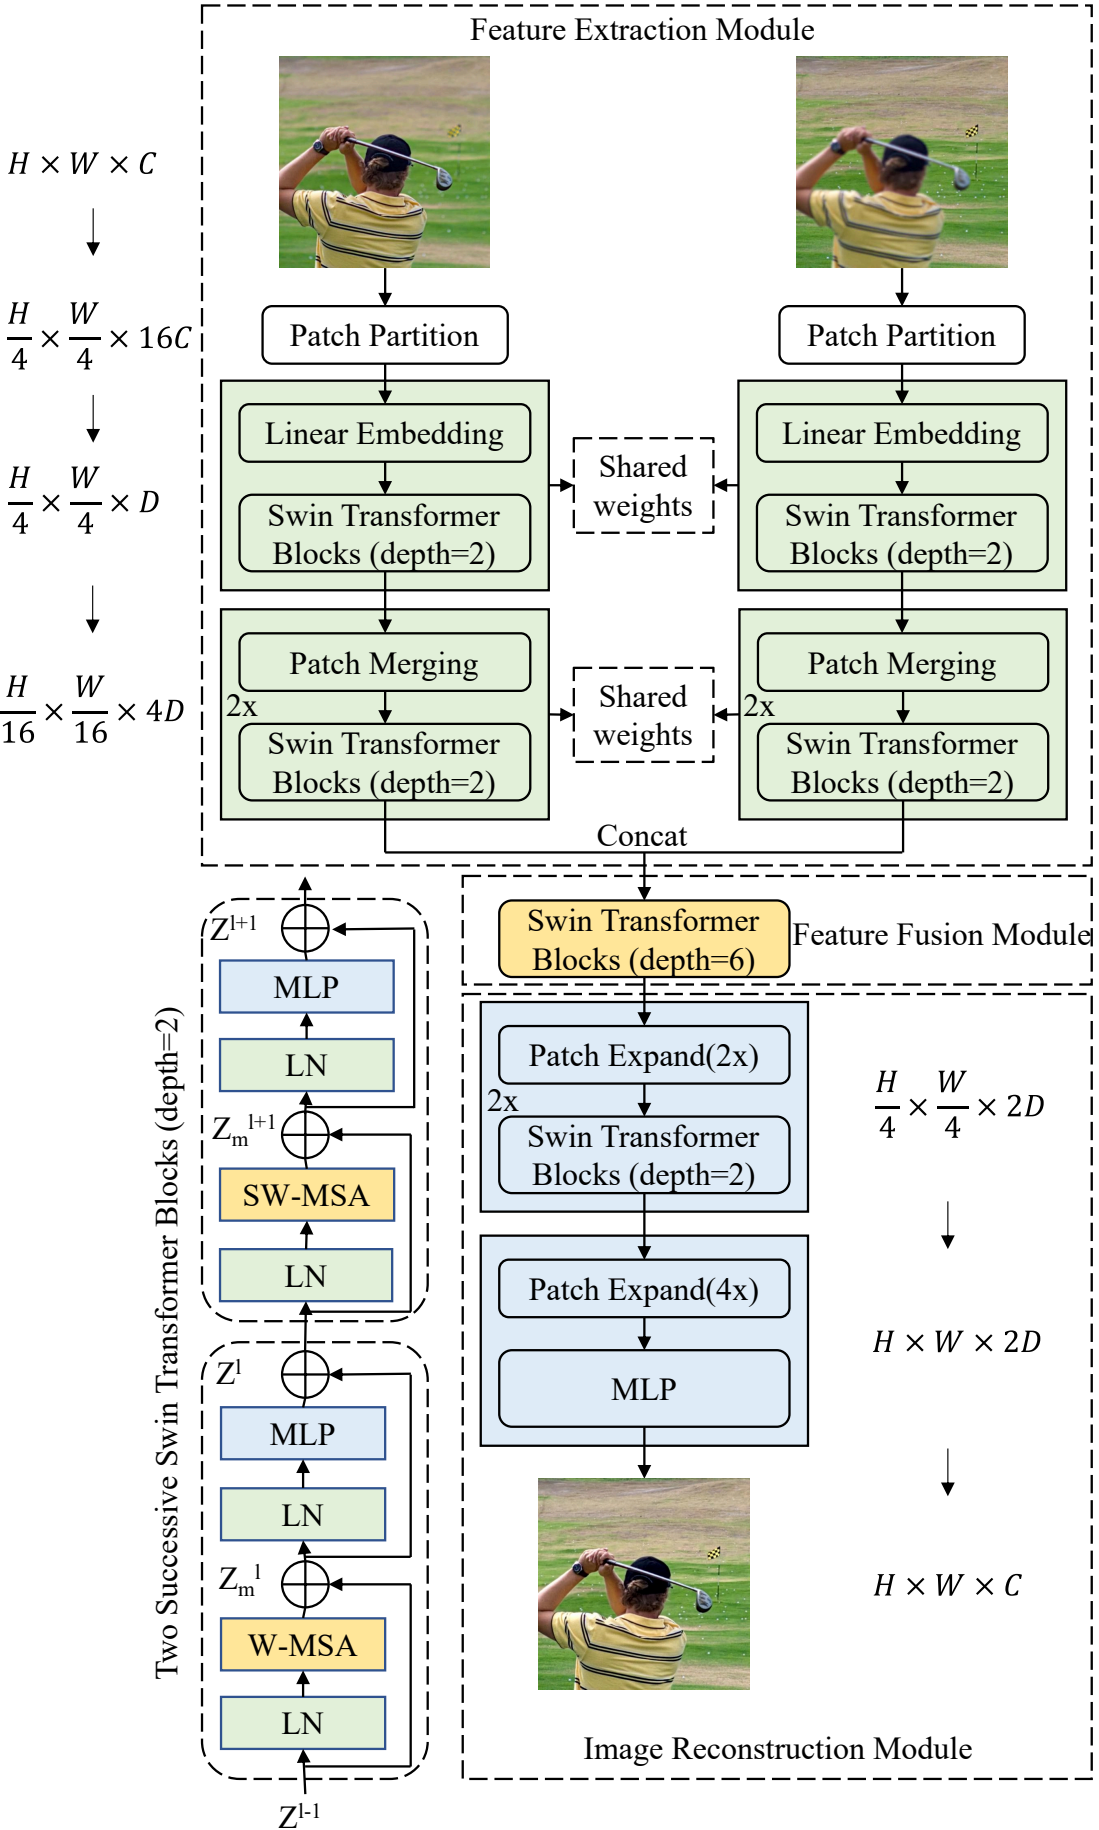 Feature Extraction Module
H × W × C
H/4 × W/4 × 16C
H/4 × W/4 × D
H/16 × W/16 × 4D
Patch Partition
Patch Partition
Linear Embedding
Swin Transformer
Blocks (depth=2)
Shared
weights
Linear Embedding
Swin Transformer
Blocks (depth=2)
2x
Patch Merging
Swin Transformer
Blocks (depth=2)
Shared
weights
2x
Patch Merging
Swin Transformer
Blocks (depth=2)
Concat
Swin Transformer
Blocks (depth=6)
Feature Fusion Module
Patch Expand(2x)
2x
Swin Transformer
Blocks (depth=2)
Patch Expand(4x)
MLP
H/4 × W/4 × 2D
H × W × 2D
H × W × C
Image Reconstruction Module
Two Successive Swin Transformer Blocks (depth=2)
Z^{l+1}
MLP
LN
Z_m^{l+1}
SW-MSA
LN
Z^l
MLP
LN
Z_m^l
W-MSA
LN
Z^{l-1}